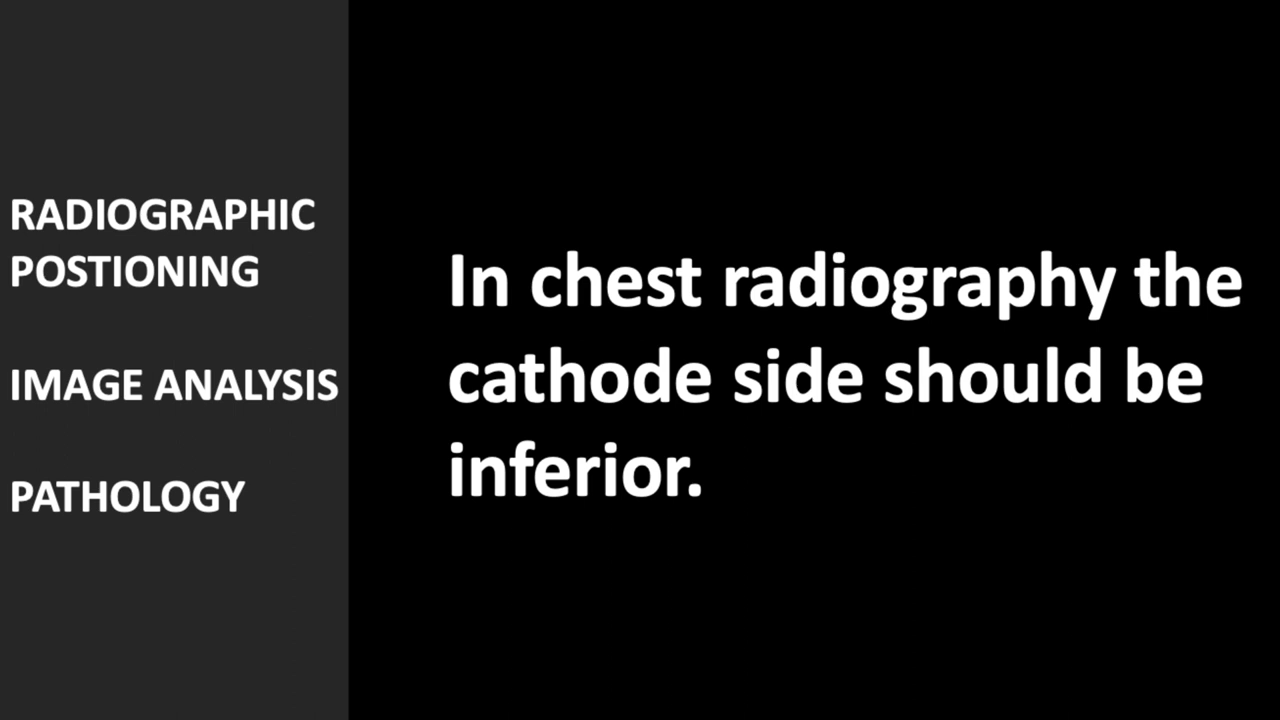 RADIOGRAPHIC
POSTIONING
IMAGE ANALYSIS
PATHOLOGY
In chest radiography the
cathode side should be
inferior.